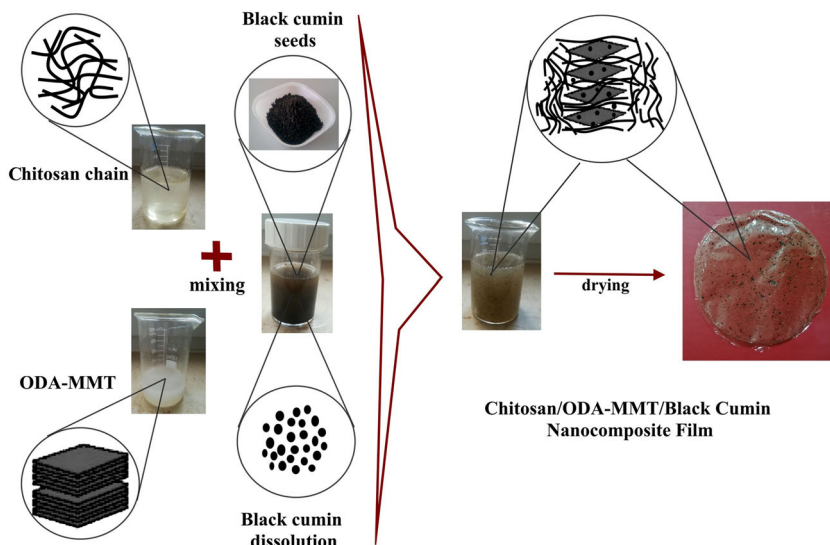 Black cumin
seeds
Chitosan chain
mixing
ODA-MMT
Black cumin
dissolution
drying
Chitosan/ODA-MMT/Black Cumin
Nanocomposite Film